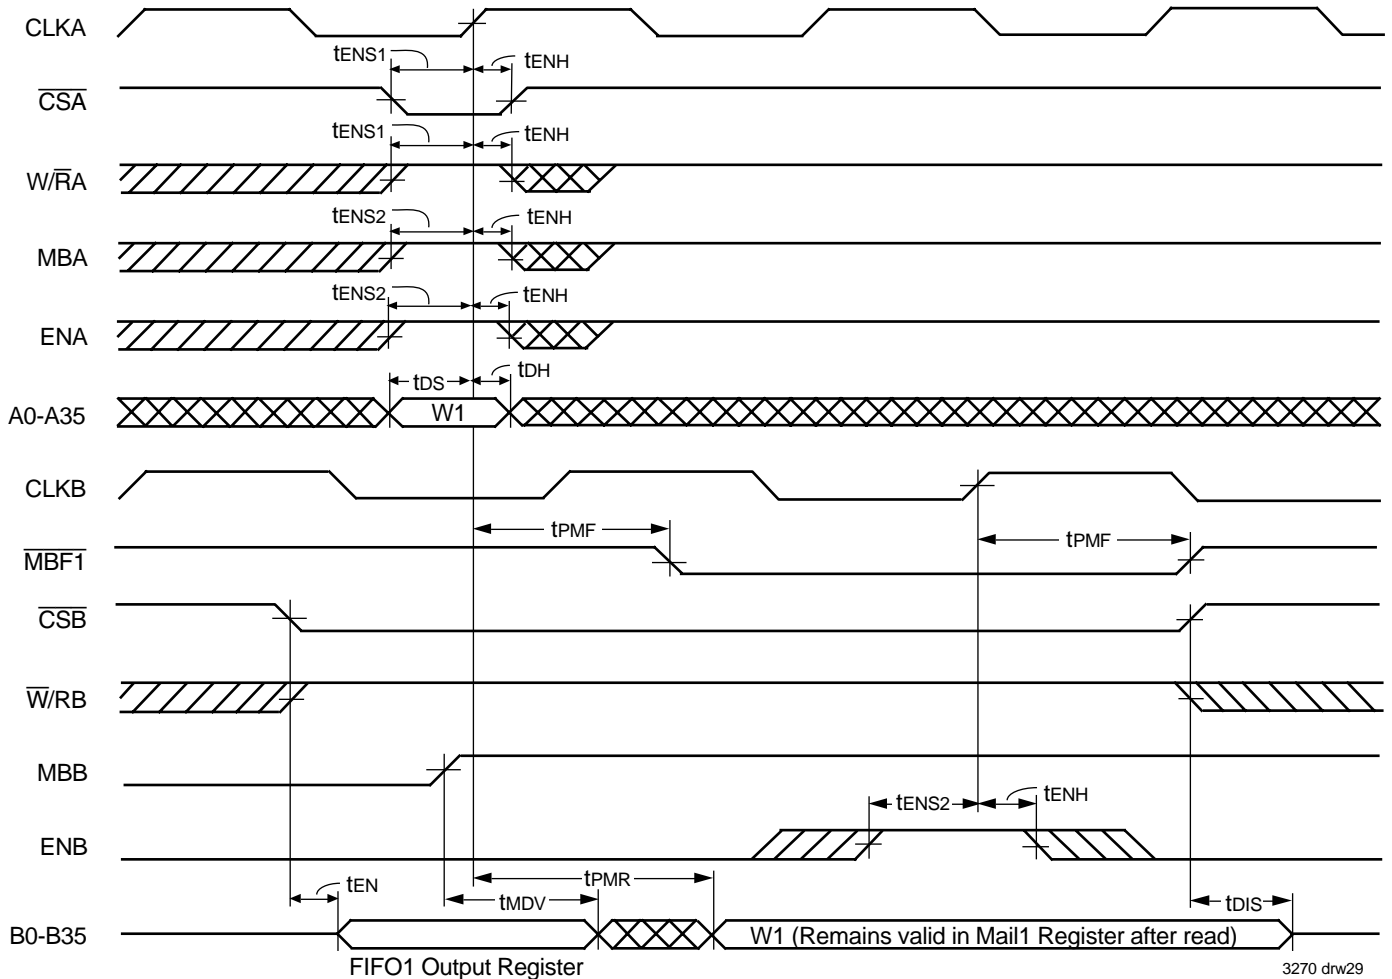 CLKA
tENS1 tENH
CSA
tENS1 tENH
W/RA
tENS2 tENH
MBA
tENS2 tENH
ENA
tDS tDH
A0-A35 W1
CLKB
tPMF tPMF
MBF1
CSB
W/RB
MBB
tENS2 tENH
ENB
tEN tMDV tPMR tDIS
B0-B35 W1 (Remains valid in Mail1 Register after read)
FIFO1 Output Register
3270 drw29